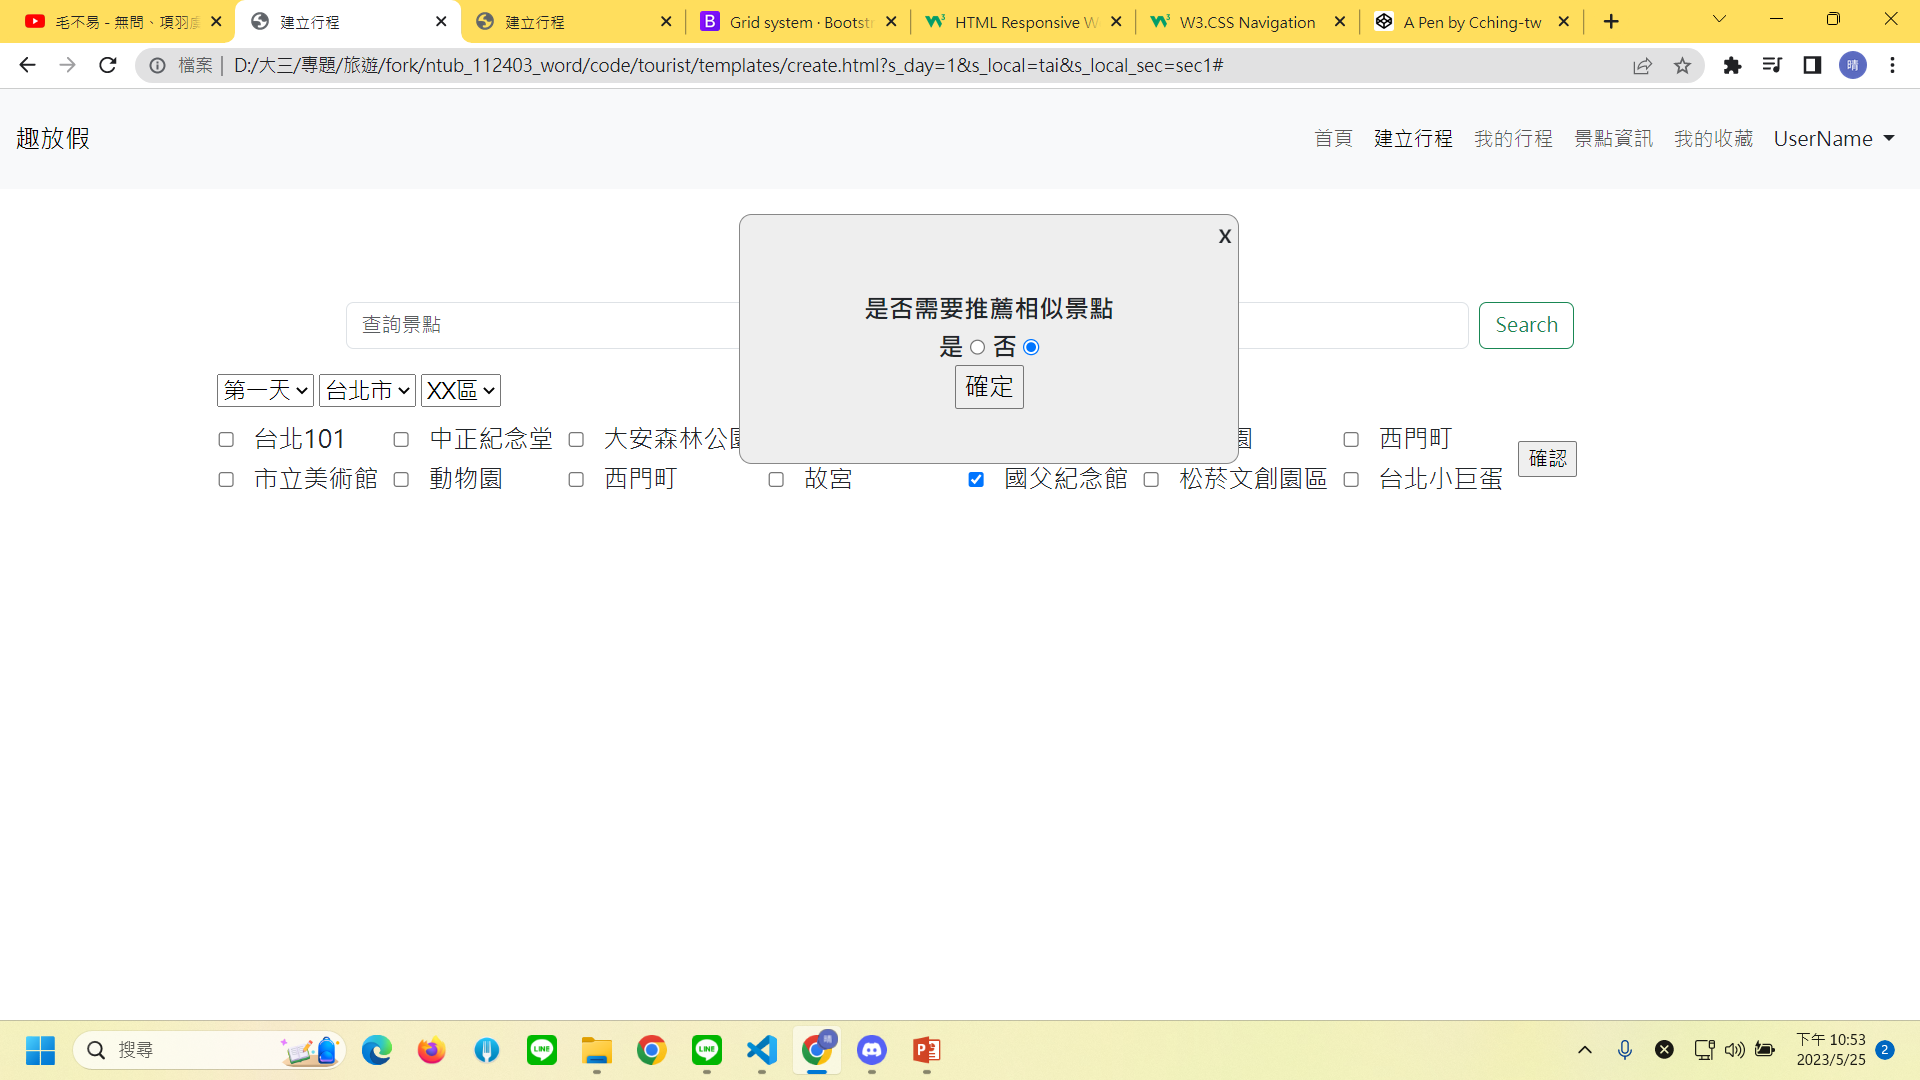 毛不易 - 無問、項羽虞
建立行程
建立行程
Grid system · Bootstr
HTML Responsive W
W3.CSS Navigation
A Pen by Cching-tw
檔案 | D:/大三/專題/旅遊/fork/ntub_112403_word/code/tourist/templates/create.html?s_day=1&s_local=tai&s_local_sec=sec1#
晴
趣放假
首頁 建立行程 我的行程 景點資訊 我的收藏 UserName
X
是否需要推薦相似景點
是 否
確定
查詢景點
Search
第一天 台北市 XX區
台北101 中正紀念堂 大安森林公園 西門町
市立美術館 動物園 西門町 故宮 國父紀念館 松菸文創園區 台北小巨蛋
確認
搜尋
下午 10:53
2023/5/25
2